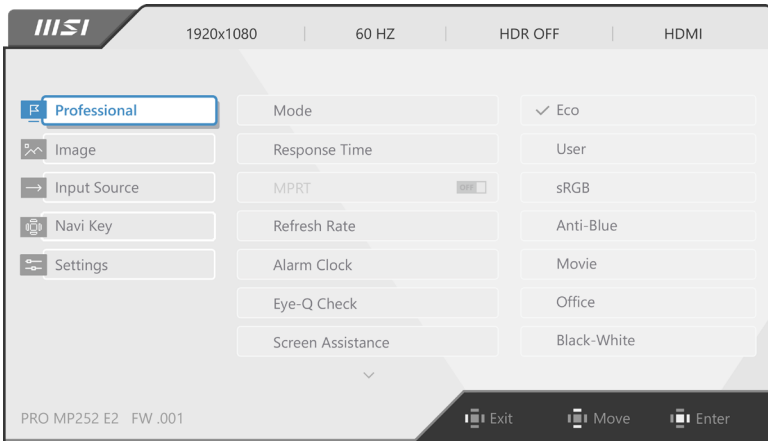 msi 1920x1080 60 HZ HDR OFF HDMI
Professional Mode ✓ Eco
Image Response Time User
Input Source MPRT OFF sRGB
Navi Key Refresh Rate Anti-Blue
Settings Alarm Clock Movie
Eye-Q Check Office
Screen Assistance Black-White
PRO MP252 E2 FW .001 Exit Move Enter